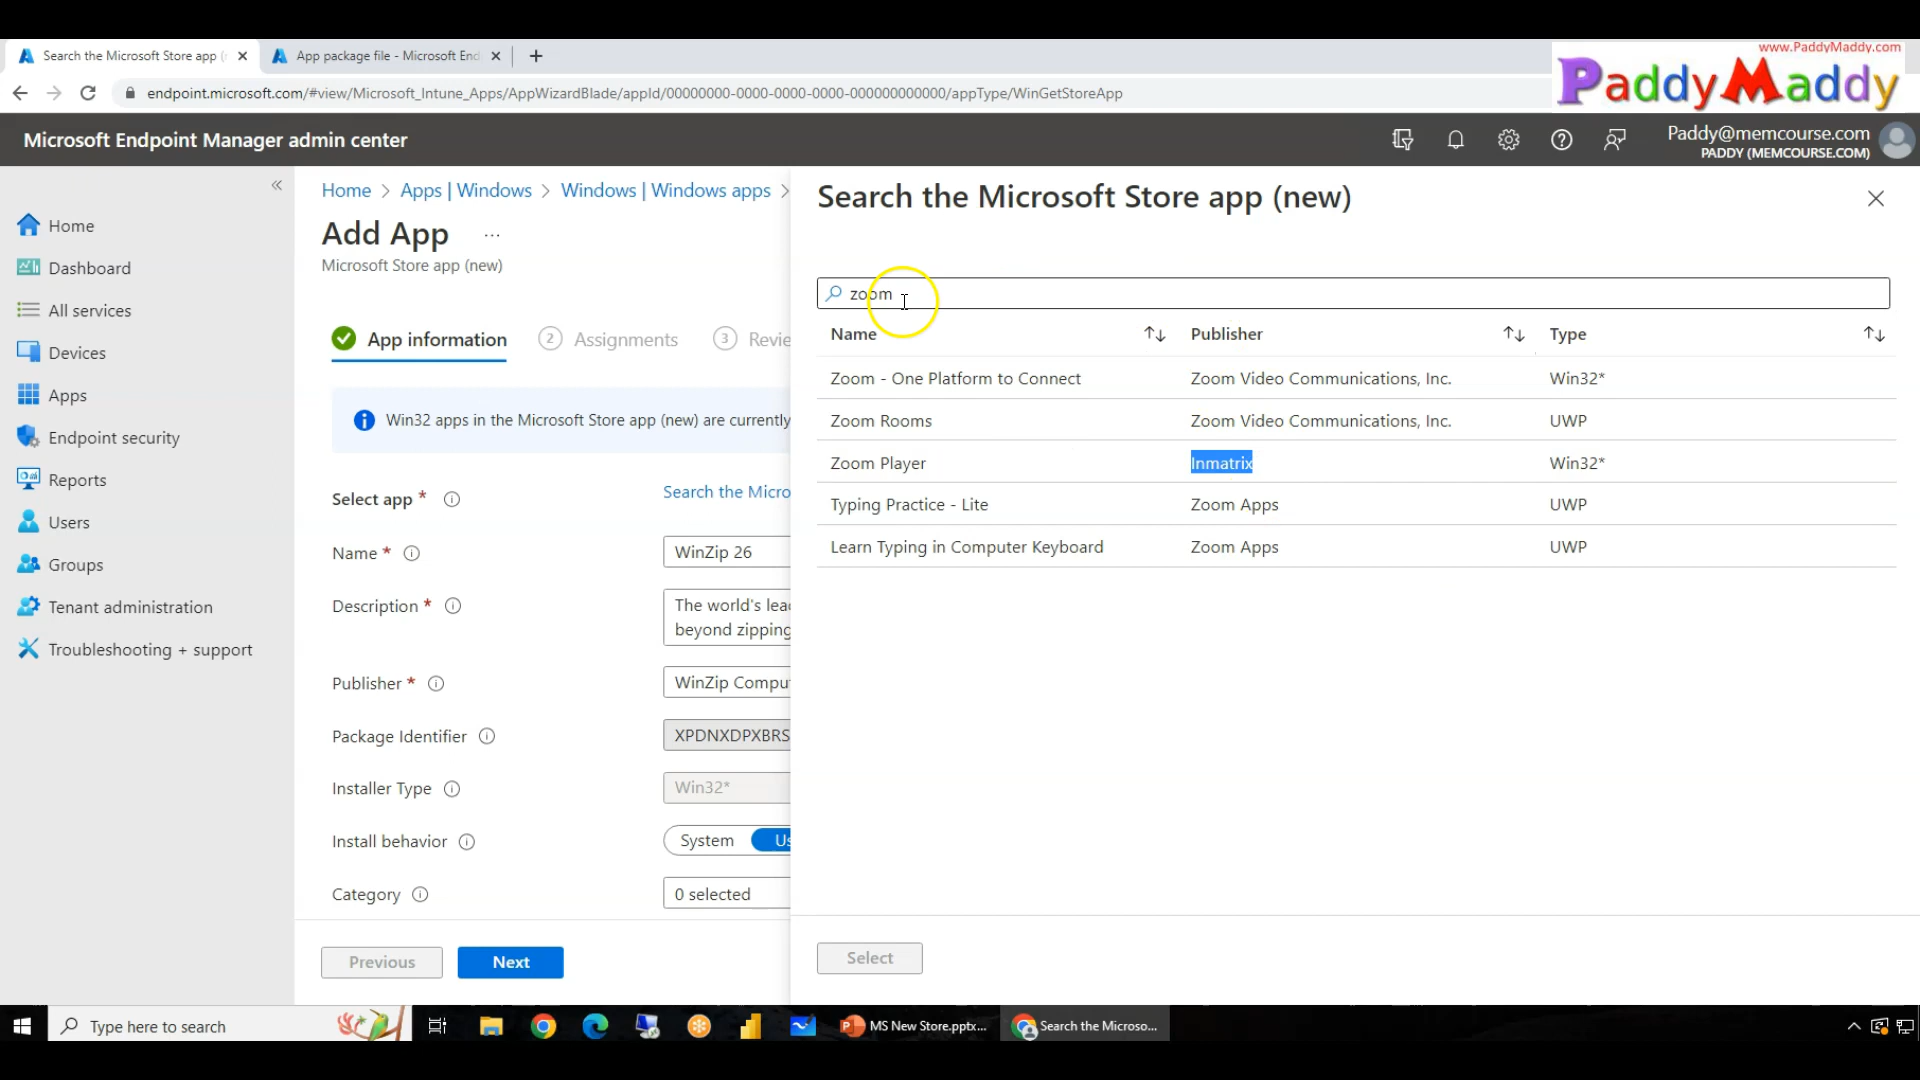 Search the Microsoft Store app (
App package file - Microsoft End
www.PaddyMaddy.com
PaddyMaddy
endpoint.microsoft.com/#view/Microsoft_Intune_Apps/AppWizardBlade/appId/00000000-0000-0000-0000-000000000000/appType/WinGetStoreApp
Microsoft Endpoint Manager admin center
Paddy@memcourse.com
PADDY (MEMCOURSE.COM)
Home
Dashboard
All services
Devices
Apps
Endpoint security
Reports
Users
Groups
Tenant administration
Troubleshooting + support
Home > Apps | Windows > Windows | Windows apps >
Add App ...
Microsoft Store app (new)
App information
2 Assignments
3 Revie
Win32 apps in the Microsoft Store app (new) are currently
Select app *
Search the Micro
Name *
WinZip 26
Description *
The world's lea
beyond zipping
Publisher *
WinZip Compu
Package Identifier
XPDNXDPXBRS
Installer Type
Win32*
Install behavior
System
Us
Category
0 selected
Previous
Next
Search the Microsoft Store app (new)
zoom
Name Publisher Type
Zoom - One Platform to Connect Zoom Video Communications, Inc. Win32*
Zoom Rooms Zoom Video Communications, Inc. UWP
Zoom Player Inmatrix Win32*
Typing Practice - Lite Zoom Apps UWP
Learn Typing in Computer Keyboard Zoom Apps UWP
Select
Type here to search
MS New Store.pptx...
Search the Microso...